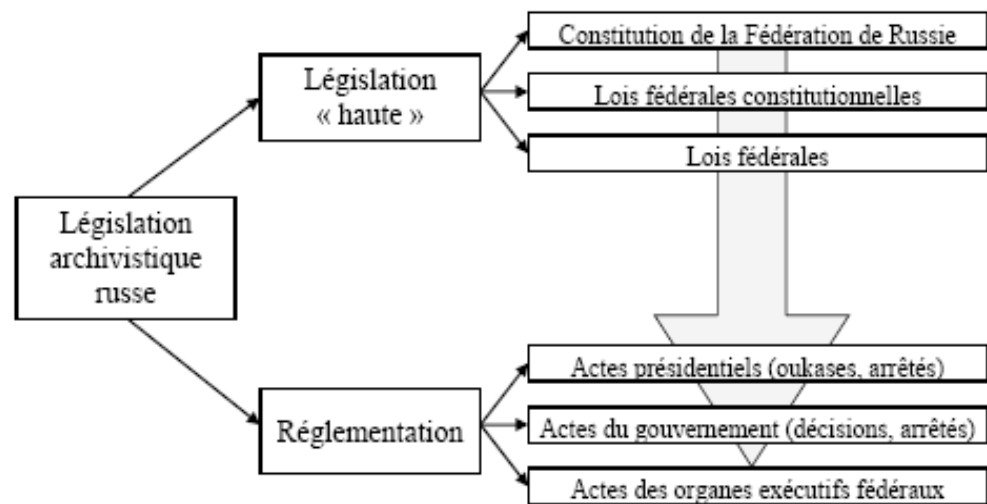 Législation
archivistique
russe
Législation
« haute »
Constitution de la Fédération de Russie
Lois fédérales constitutionnelles
Lois fédérales
Réglementation
Actes présidentiels (oukases, arrêtés)
Actes du gouvernement (décisions, arrêtés)
Actes des organes exécutifs fédéraux